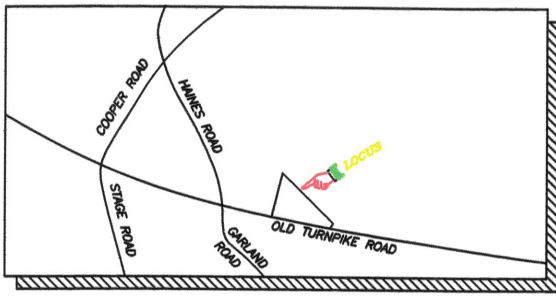 COOPER ROAD
HAINES ROAD
LOCUS
STAGE ROAD
GARLAND
ROAD
OLD TURNPIKE ROAD